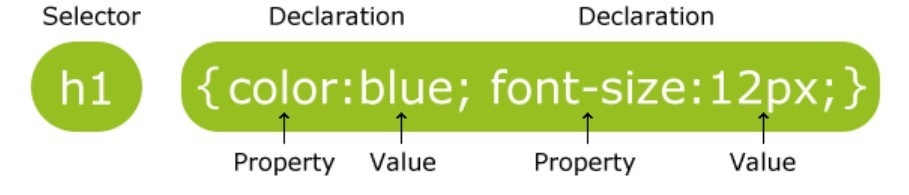 Selector Declaration Declaration
h1 {color:blue; font-size:12px;}
Property Value Property Value